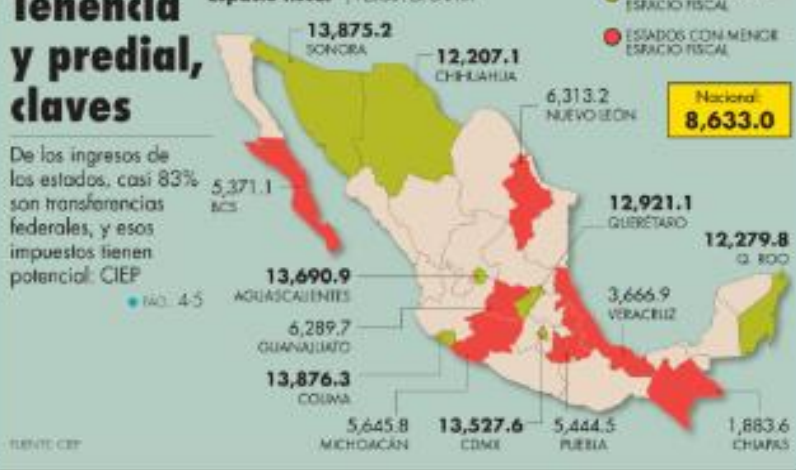 Tenencia
y predial,
claves
De los ingresos de
los estados, casi 83%
son transferencias
federales, y esos
impuestos tienen
potencial: CIEP
PÁG. 4-5
ESPACIO FISCAL
ESTADOS CON MENOR
ESPACIO FISCAL
Nacional:
8,633.0
13,875.2
SONORA
12,207.1
CHIHUAHUA
6,313.2
NUEVO LEÓN
5,371.1
BCS
12,921.1
QUERÉTARO
12,279.8
Q. ROO
13,690.9
AGUASCALIENTES
3,666.9
VERACRUZ
6,289.7
GUANAJUATO
13,876.3
COLIMA
5,645.8
MICHOACÁN
13,527.6
CDMX
5,444.5
PUEBLA
1,883.6
CHIAPAS
FUENTE: CIEP